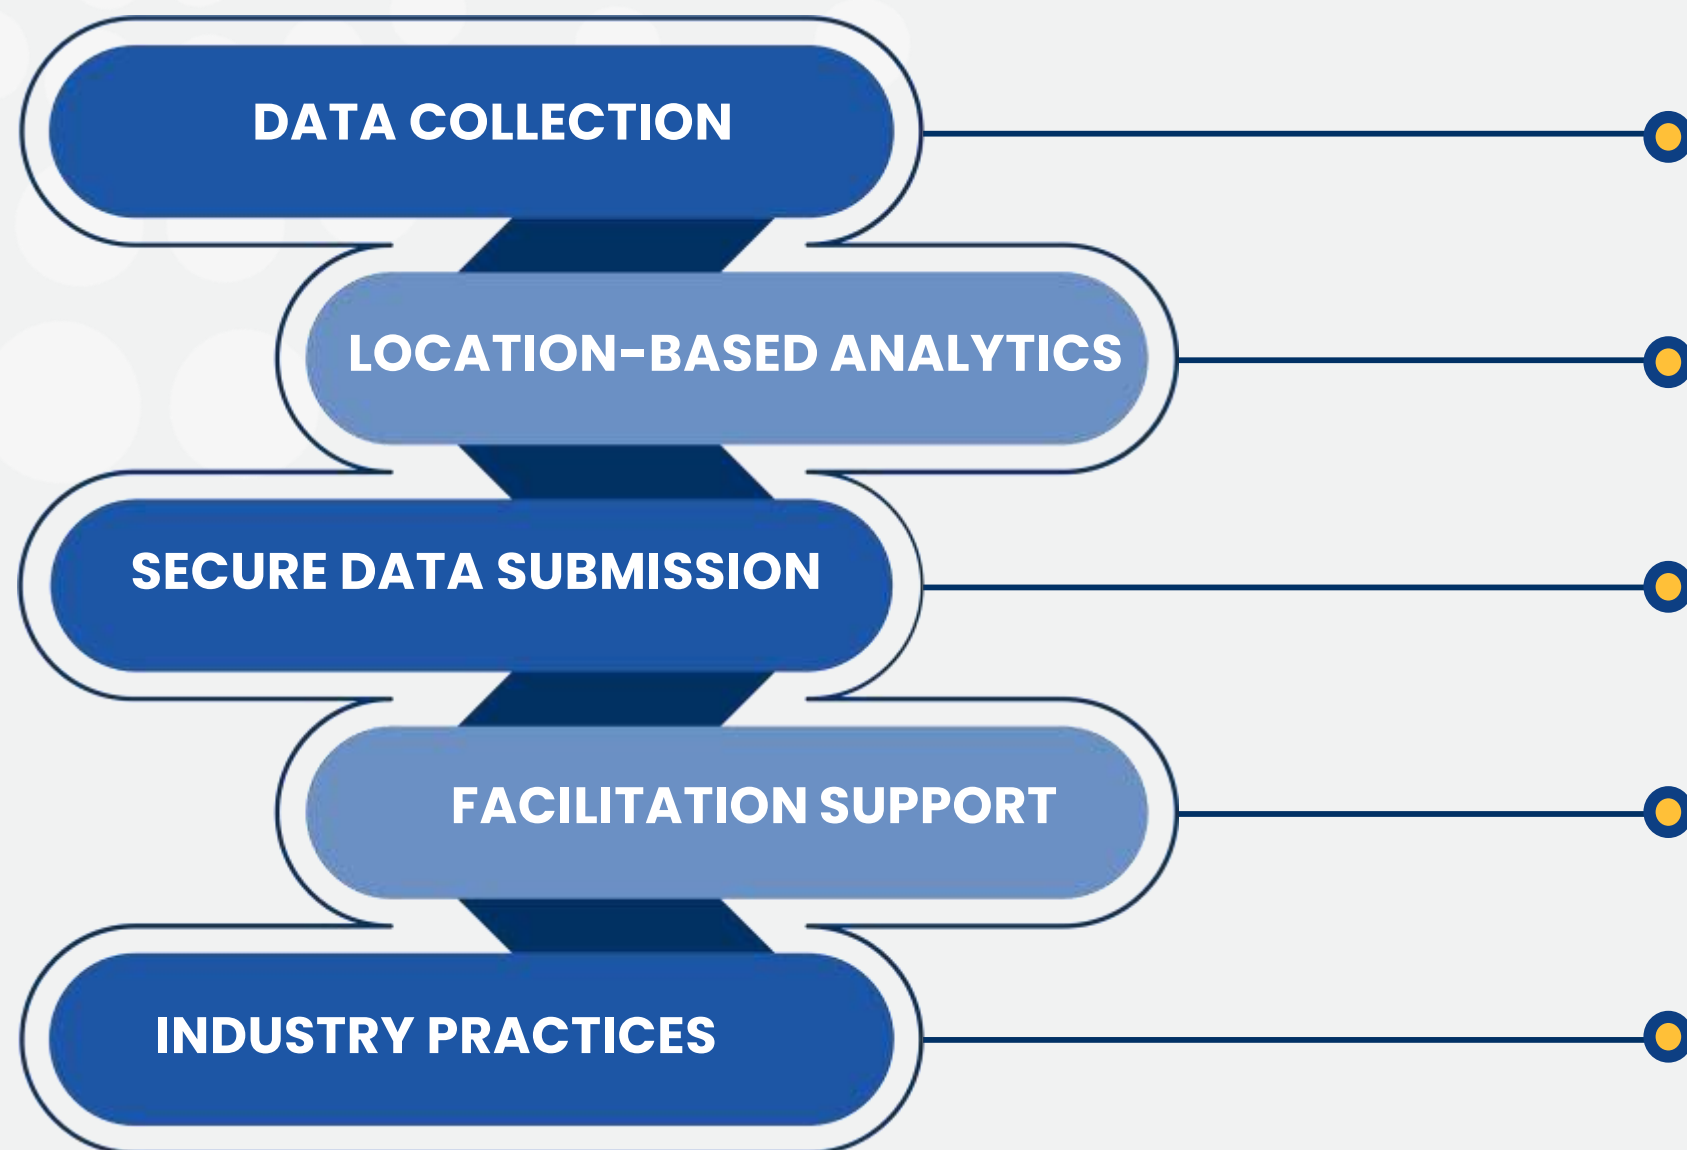 DATA COLLECTION
LOCATION-BASED ANALYTICS
SECURE DATA SUBMISSION
FACILITATION SUPPORT
INDUSTRY PRACTICES